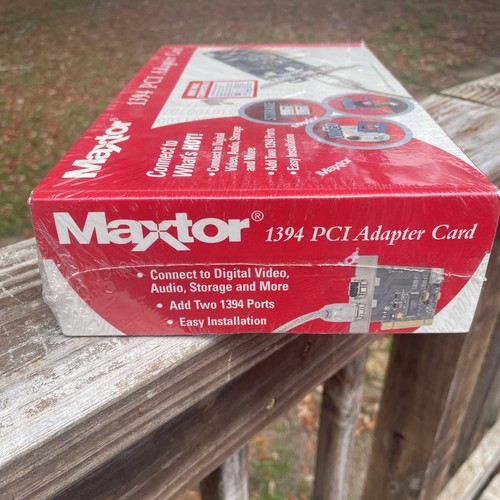 1394 PCI Adapter Card
Maxtor
Connect to
What's HOT!
• Connect to Digital
Video, Audio, Storage
and More
• Add Two 1394 Ports
• Easy Installation
STORAGE
VIDEO
Maxtor
Maxtor® 1394 PCI Adapter Card
• Connect to Digital Video,
Audio, Storage and More
• Add Two 1394 Ports
• Easy Installation